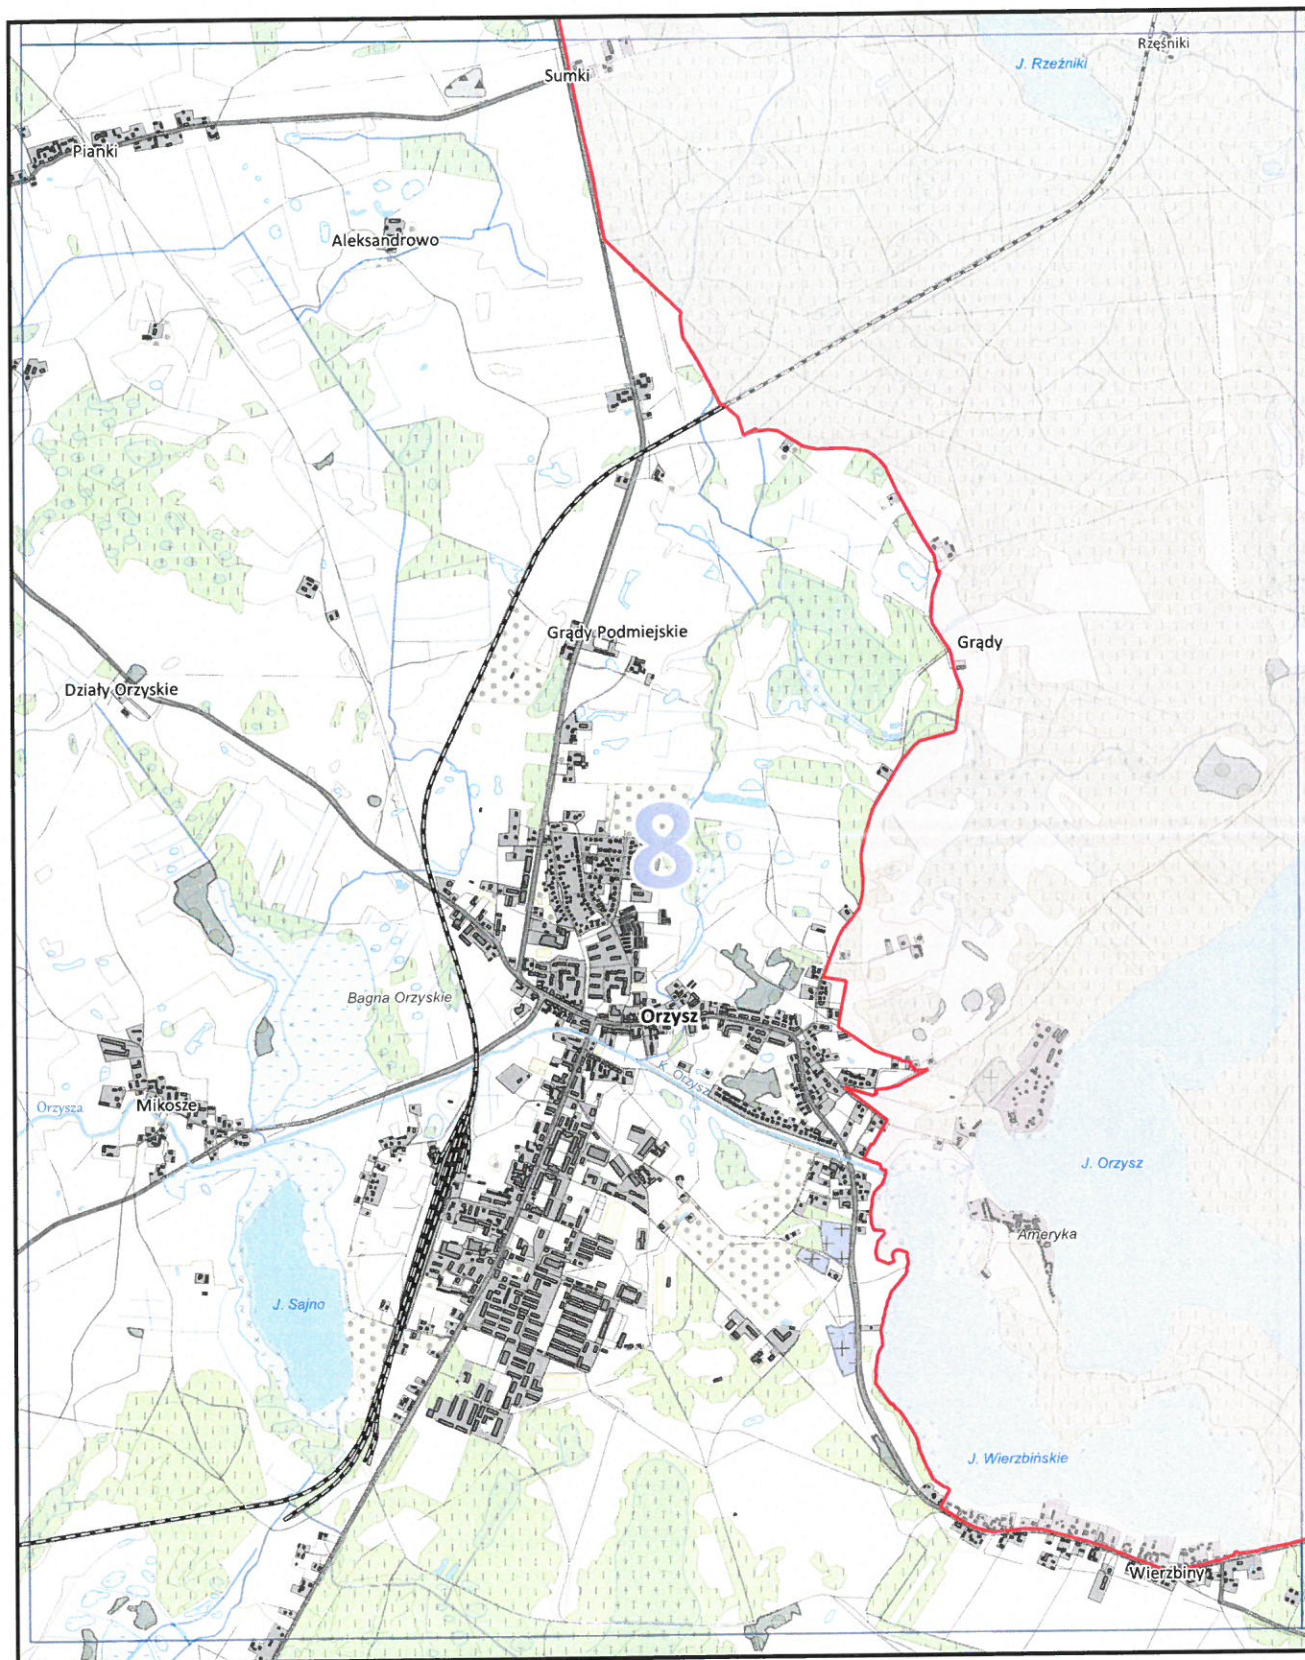 Rzęśniki
J. Rzeźniki
Sumki
Pianki
Aleksandrowo
Grądy Podmiejskie
Grądy
Działy Orzyskie
8
Bagna Orzyskie
Orzysz
K. Orzysz
Orzysza
Mikosze
J. Orzysz
Ameryka
J. Sajno
J. Wierzbińskie
Wierzbiny